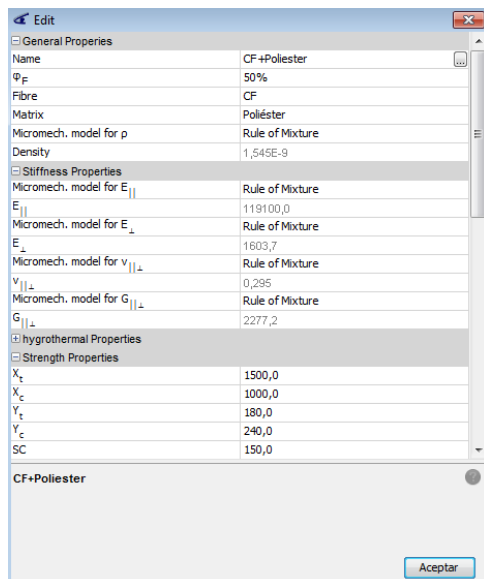 Edit
General Properies
Name CF+Poliester ...
φF 50%
Fibre CF
Matrix Poliéster
Micromech. model for ρ Rule of Mixture
Density 1,545E-9
Stiffness Properties
Micromech. model for E|| Rule of Mixture
E|| 119100,0
Micromech. model for E⊥ Rule of Mixture
E⊥ 1603,7
Micromech. model for ν||⊥ Rule of Mixture
ν||⊥ 0,295
Micromech. model for G||⊥ Rule of Mixture
G||⊥ 2277,2
hygrothermal Properties
Strength Properties
Xt 1500,0
Xc 1000,0
Yt 180,0
Yc 240,0
SC 150,0
CF+Poliester
Aceptar